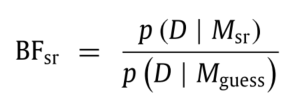 BF_sr = p (D | M_sr) / p (D | M_guess)